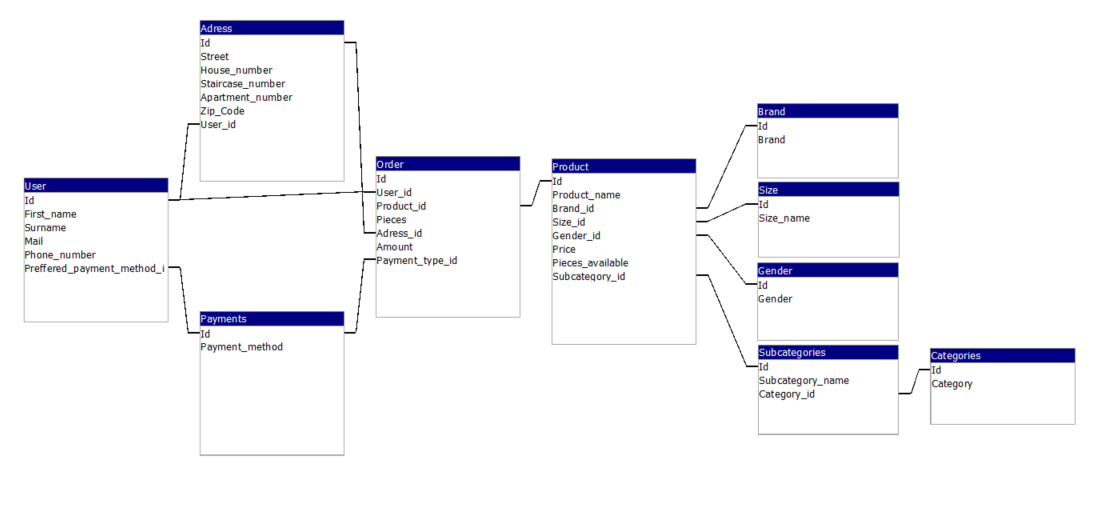 Adress
Id
Street
House_number
Staircase_number
Apartment_number
Zip_Code
User_id
User
Id
First_name
Surname
Mail
Phone_number
Preffered_payment_method_i
Payments
Id
Payment_method
Order
Id
User_id
Product_id
Pieces
Adress_id
Amount
Payment_type_id
Product
Id
Product_name
Brand_id
Size_id
Gender_id
Price
Pieces_available
Subcategory_id
Brand
Id
Brand
Size
Id
Size_name
Gender
Id
Gender
Subcategories
Id
Subcategory_name
Category_id
Categories
Id
Category